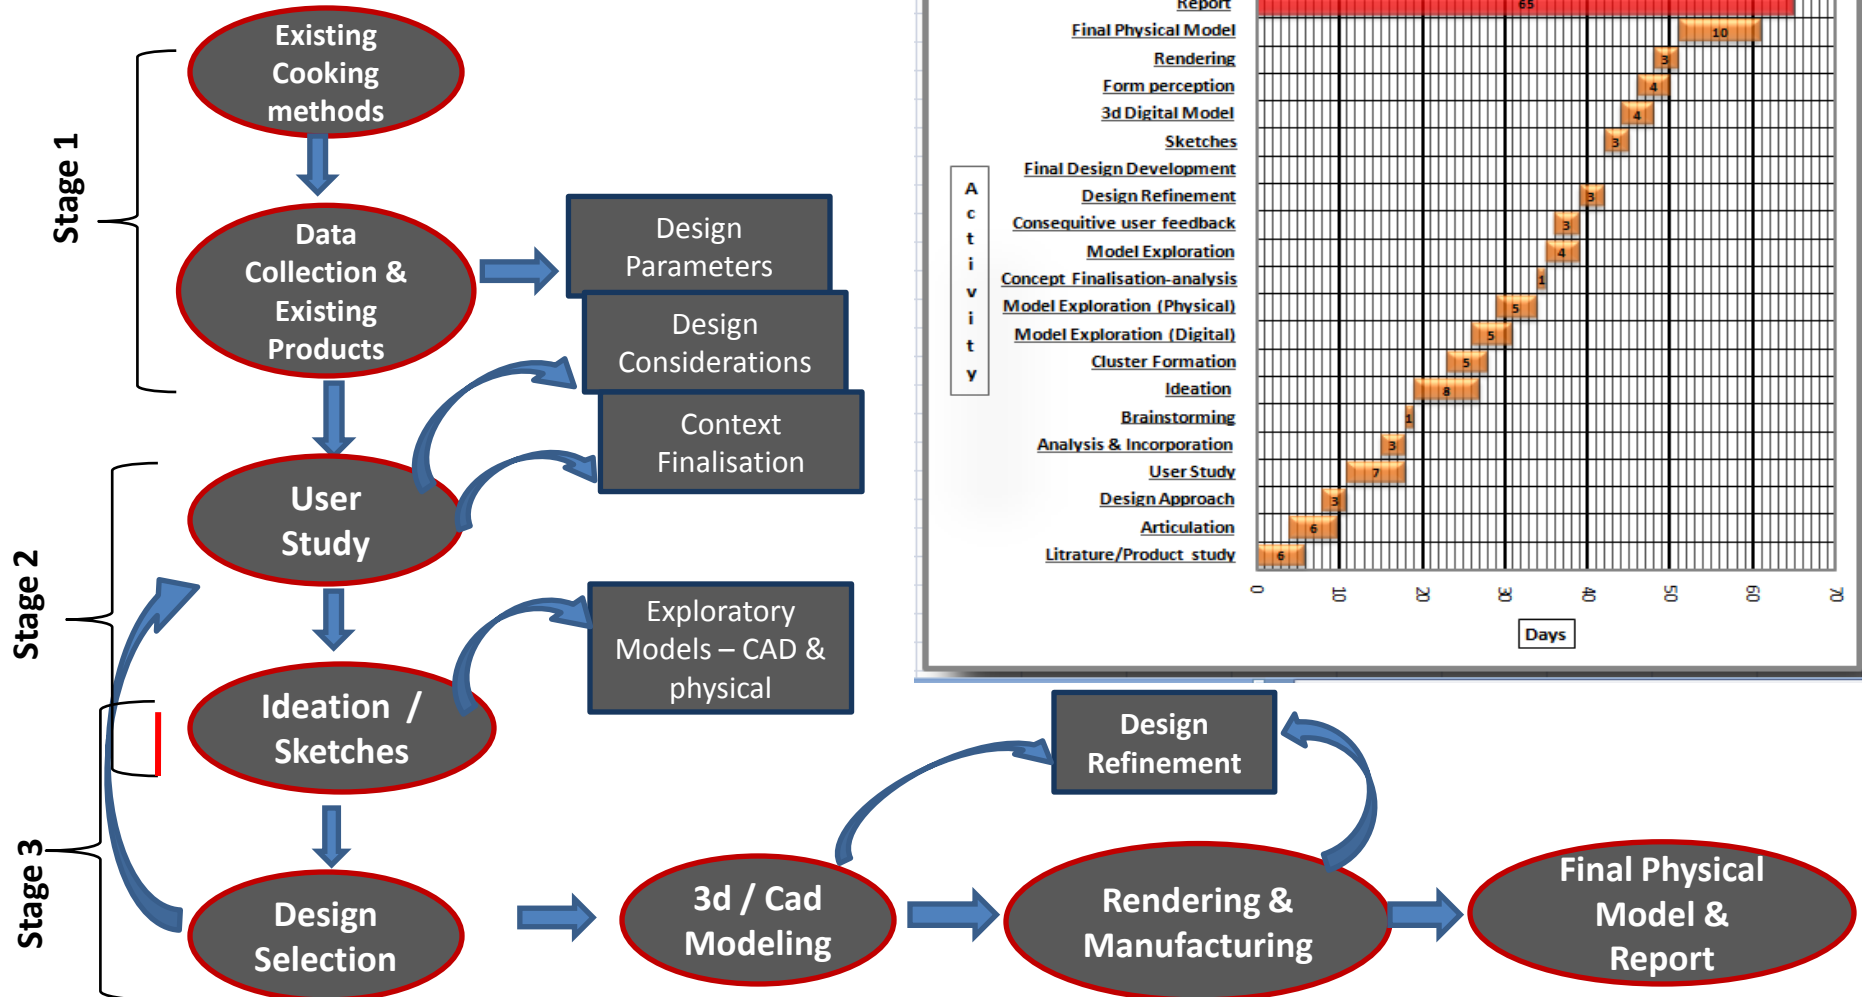 Stage 1
Existing
Cooking
methods
Data
Collection &
Existing
Products
Design
Parameters
Design
Considerations
Context
Finalisation
Stage 2
User
Study
Exploratory
Models – CAD &
physical
Ideation /
Sketches
Stage 3
Design
Selection
3d / Cad
Modeling
Design
Refinement
Rendering &
Manufacturing
Final Physical
Model &
Report
Activity
Report 65
Final Physical Model 10
Rendering 3
Form perception 4
3d Digital Model 4
Sketches 3
Final Design Development
Design Refinement 3
Consequitive user feedback 3
Model Exploration 4
Concept Finalisation-analysis 1
Model Exploration (Physical) 5
Model Exploration (Digital) 5
Cluster Formation 5
Ideation 8
Brainstorming 1
Analysis & Incorporation 3
User Study 7
Design Approach 3
Articulation 6
Litrature/Product study 6
0 10 20 30 40 50 60 70
Days